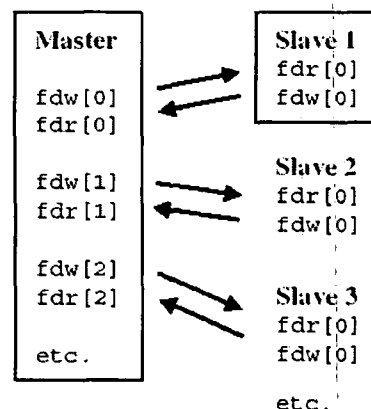 Master
fdw[0]
fdr[0]
fdw[1]
fdr[1]
fdw[2]
fdr[2]
etc.
Slave 1
fdr[0]
fdw[0]
Slave 2
fdr[0]
fdw[0]
Slave 3
fdr[0]
fdw[0]
etc.